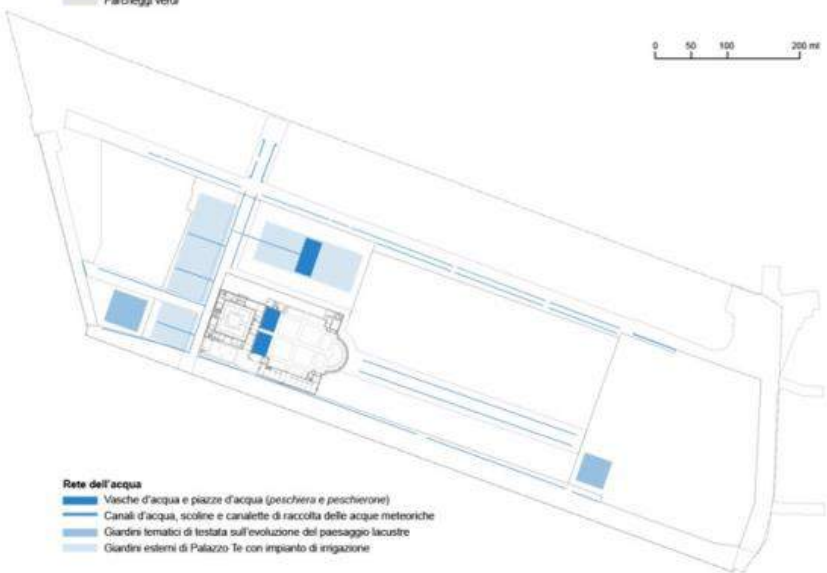 Parcheggi verdi
0 50 100 200 ml
Rete dell'acqua
Vasche d'acqua e piazze d'acqua (peschiera e peschierone)
Canali d'acqua, scoline e canalette di raccolta delle acque meteoriche
Giardini tematici di testata sull'evoluzione del paesaggio lacustre
Giardini esterni di Palazzo Te con impianto di irrigazione